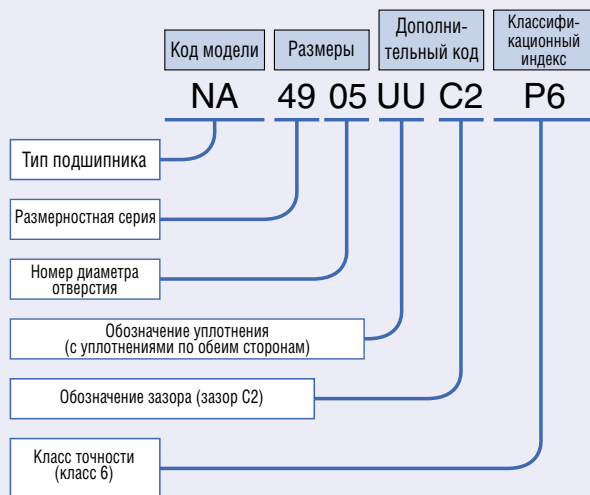 Код модели
Размеры
Дополни-
тельный код
Классифи-
кационный
индекс
NA 49 05 UU C2 P6
Тип подшипника
Размерностная серия
Номер диаметра
отверстия
Обозначение уплотнения
(с уплотнениями по обеим сторонам)
Обозначение зазора (зазор C2)
Класс точности
(класс 6)